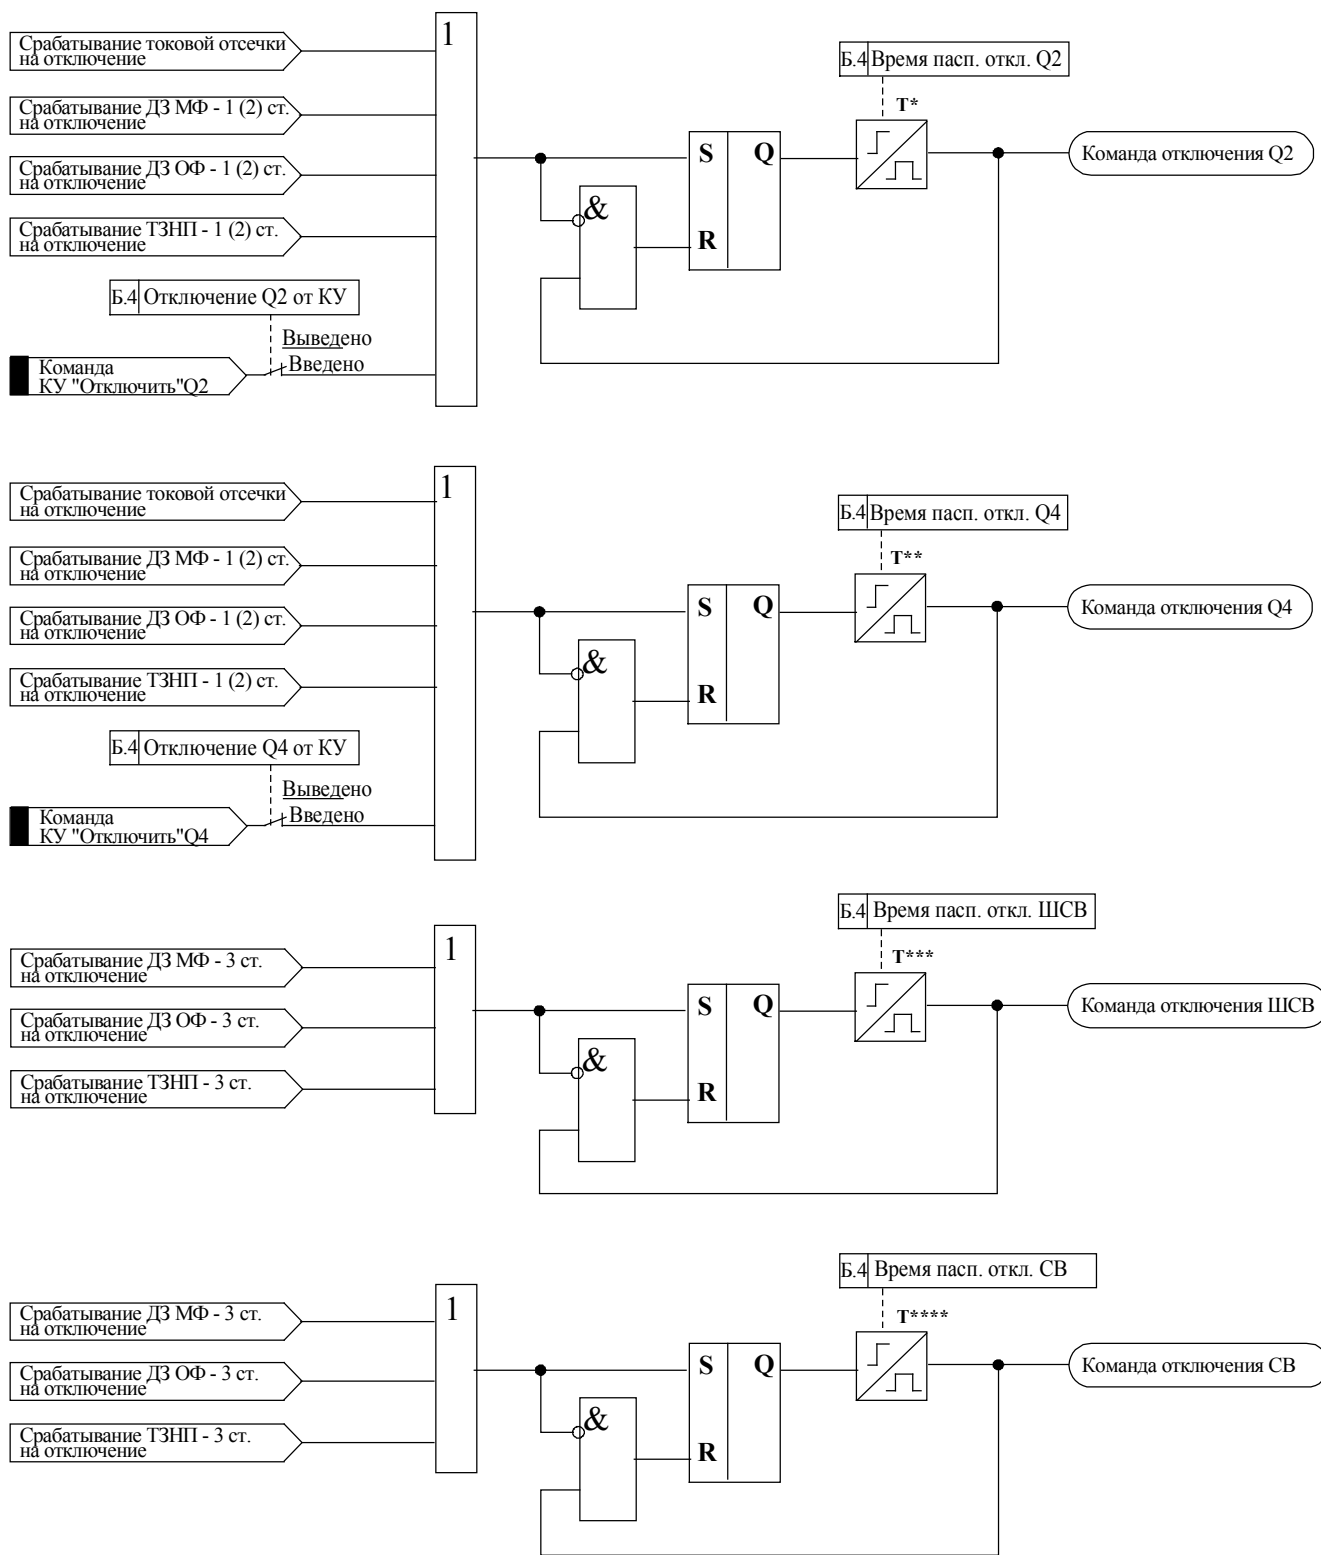 Срабатывание токовой отсечки
на отключение
1
Срабатывание ДЗ МФ - 1 (2) ст.
на отключение
Срабатывание ДЗ ОФ - 1 (2) ст.
на отключение
Срабатывание ТЗНП - 1 (2) ст.
на отключение
Б.4 Отключение Q2 от КУ
Выведено
Введено
Команда
КУ "Отключить"Q2
&
S Q
R
Б.4 Время пасп. откл. Q2
T*
Команда отключения Q2
Срабатывание токовой отсечки
на отключение
1
Срабатывание ДЗ МФ - 1 (2) ст.
на отключение
Срабатывание ДЗ ОФ - 1 (2) ст.
на отключение
Срабатывание ТЗНП - 1 (2) ст.
на отключение
Б.4 Отключение Q4 от КУ
Выведено
Введено
Команда
КУ "Отключить"Q4
&
S Q
R
Б.4 Время пасп. откл. Q4
T**
Команда отключения Q4
Срабатывание ДЗ МФ - 3 ст.
на отключение
1
Срабатывание ДЗ ОФ - 3 ст.
на отключение
Срабатывание ТЗНП - 3 ст.
на отключение
&
S Q
R
Б.4 Время пасп. откл. ШСВ
T***
Команда отключения ШСВ
Срабатывание ДЗ МФ - 3 ст.
на отключение
1
Срабатывание ДЗ ОФ - 3 ст.
на отключение
Срабатывание ТЗНП - 3 ст.
на отключение
&
S Q
R
Б.4 Время пасп. откл. СВ
T****
Команда отключения СВ